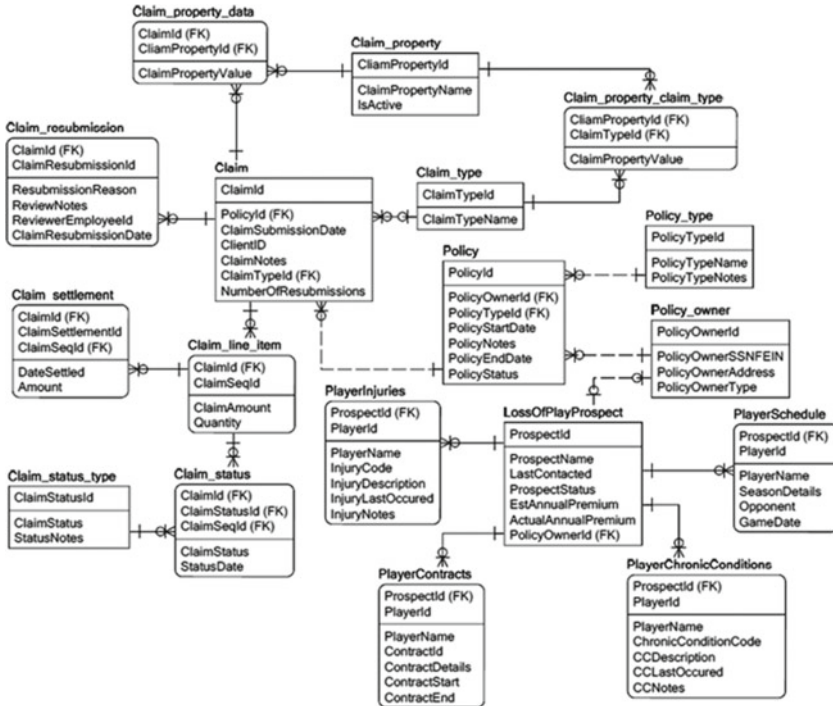 Claim_property_data
ClaimId (FK)
CliamPropertyId (FK)
ClaimPropertyValue
Claim_property
CliamPropertyId
ClaimPropertyName
IsActive
Claim_property_claim_type
CliamPropertyId (FK)
ClaimTypeId (FK)
ClaimPropertyValue
Claim_resubmission
ClaimId (FK)
ClaimResubmissionId
ResubmissionReason
ReviewNotes
ReviewerEmployeeId
ClaimResubmissionDate
Claim
ClaimId
PolicyId (FK)
ClaimSubmissionDate
ClientID
ClaimNotes
ClaimTypeId (FK)
NumberOfResubmissions
Claim_type
ClaimTypeId
ClaimTypeName
Policy_type
PolicyTypeId
PolicyTypeName
PolicyTypeNotes
Policy
PolicyId
PolicyOwnerId (FK)
PolicyTypeId (FK)
PolicyStartDate
PolicyNotes
PolicyEndDate
PolicyStatus
Policy_owner
PolicyOwnerId
PolicyOwnerSSNFEIN
PolicyOwnerAddress
PolicyOwnerType
Claim_settlement
ClaimId (FK)
ClaimSettlementId
ClaimSeqId (FK)
DateSettled
Amount
Claim_line_item
ClaimId (FK)
ClaimSeqId
ClaimAmount
Quantity
PlayerInjuries
ProspectId (FK)
PlayerId
PlayerName
InjuryCode
InjuryDescription
InjuryLastOccured
InjuryNotes
LossOfPlayProspect
ProspectId
ProspectName
LastContacted
ProspectStatus
EstAnnualPremium
ActualAnnualPremium
PolicyOwnerId (FK)
PlayerSchedule
ProspectId (FK)
PlayerId
PlayerName
SeasonDetails
Opponent
GameDate
Claim_status_type
ClaimStatusId
ClaimStatus
StatusNotes
Claim_status
ClaimId (FK)
ClaimStatusId (FK)
ClaimSeqId (FK)
ClaimStatus
StatusDate
PlayerContracts
ProspectId (FK)
PlayerId
PlayerName
ContractId
ContractDetails
ContractStart
ContractEnd
PlayerChronicConditions
ProspectId (FK)
PlayerId
PlayerName
ChronicConditionCode
CCDescription
CCLastOccured
CCNotes